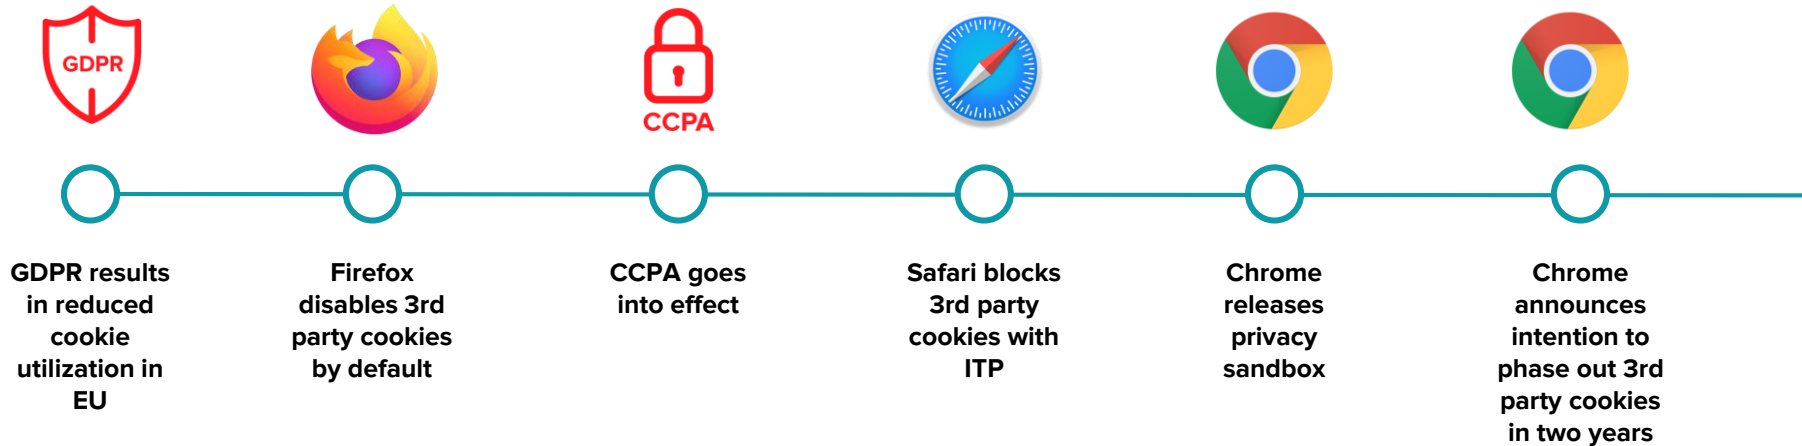 GDPR
CCPA
GDPR results
in reduced
cookie
utilization in
EU
Firefox
disables 3rd
party cookies
by default
CCPA goes
into effect
Safari blocks
3rd party
cookies with
ITP
Chrome
releases
privacy
sandbox
Chrome
announces
intention to
phase out 3rd
party cookies
in two years